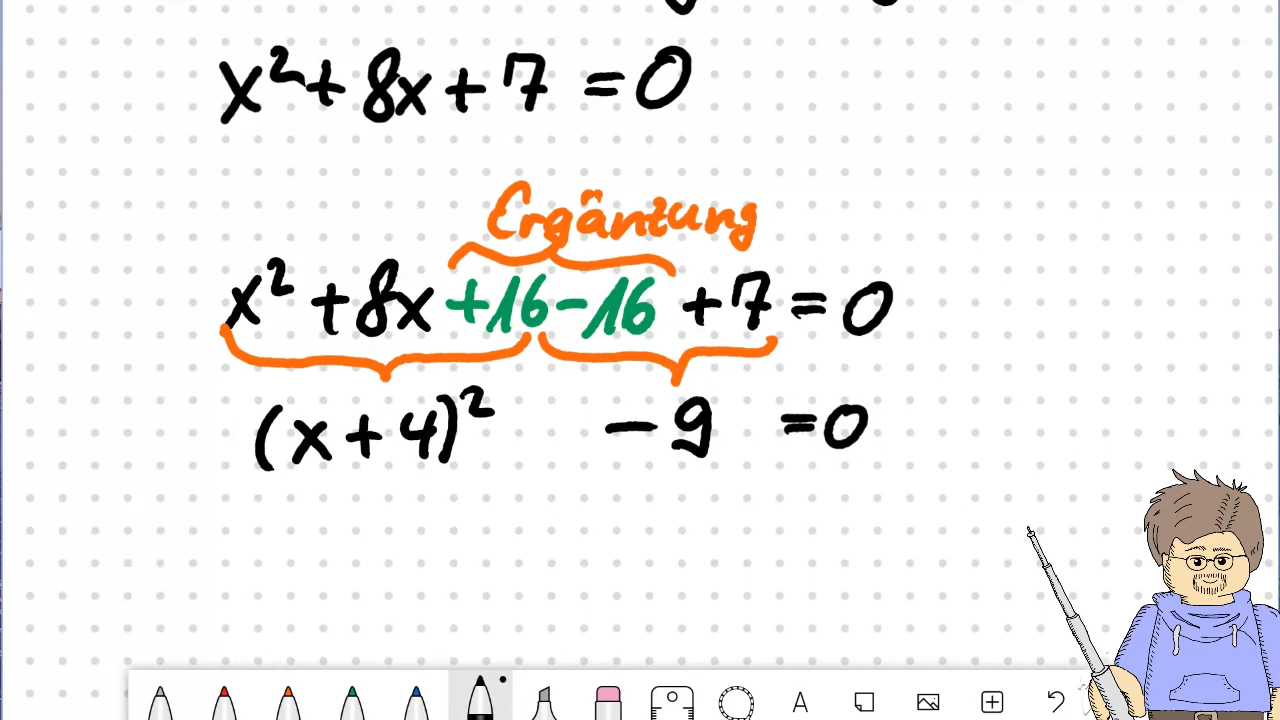 x²+8x+7=0
Ergänzung
x²+8x+16-16+7=0
(x+4)² -9 =0
A